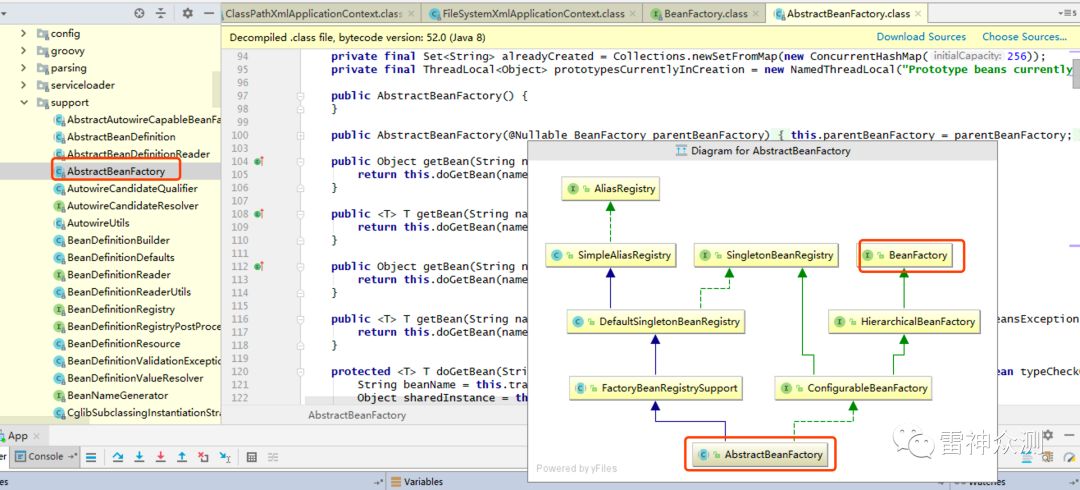 ClassPathXmlApplicationContext.class
FileSystemXmlApplicationContext.class
BeanFactory.class
AbstractBeanFactory.class
Decompiled .class file, bytecode version: 52.0 (Java 8)
Download Sources
Choose Sources...
config
groovy
parsing
serviceloader
support
AbstractAutowireCapableBeanFa
AbstractBeanDefinition
AbstractBeanDefinitionReader
AbstractBeanFactory
AutowireCandidateQualifier
AutowireCandidateResolver
AutowireUtils
BeanDefinitionBuilder
BeanDefinitionDefaults
BeanDefinitionReader
BeanDefinitionReaderUtils
BeanDefinitionRegistry
BeanDefinitionRegistryPostProce
BeanDefinitionResource
BeanDefinitionValidationExceptio
BeanDefinitionValueResolver
BeanNameGenerator
CglibSubclassingInstantiationStra
94 private final Set<String> alreadyCreated = Collections.newSetFromMap(new ConcurrentHashMap( initialCapacity: 256));
95 private final ThreadLocal<Object> prototypesCurrentlyInCreation = new NamedThreadLocal("Prototype beans currently
96
97 public AbstractBeanFactory() {
98 }
99
100 public AbstractBeanFactory(@Nullable BeanFactory parentBeanFactory) { this.parentBeanFactory = parentBeanFactory;
103
104 public Object getBean(String n
105 return this.doGetBean(name
106 }
107
108 public <T> T getBean(String na
109 return this.doGetBean(name
110 }
111
112 public Object getBean(String n
113 return this.doGetBean(name
114 }
115
116 public <T> T getBean(String na
eansException
117 return this.doGetBean(name
118 }
119
120 protected <T> T doGetBean(Stri
ean typeCheckO
121 String beanName = this.tra
122 Object sharedInstance = th
AbstractBeanFactory
Diagram for AbstractBeanFactory
AliasRegistry
SimpleAliasRegistry
SingletonBeanRegistry
BeanFactory
DefaultSingletonBeanRegistry
HierarchicalBeanFactory
FactoryBeanRegistrySupport
ConfigurableBeanFactory
AbstractBeanFactory
Powered by yFiles
雷神众测
App
er
Console
es
Variables
Watches